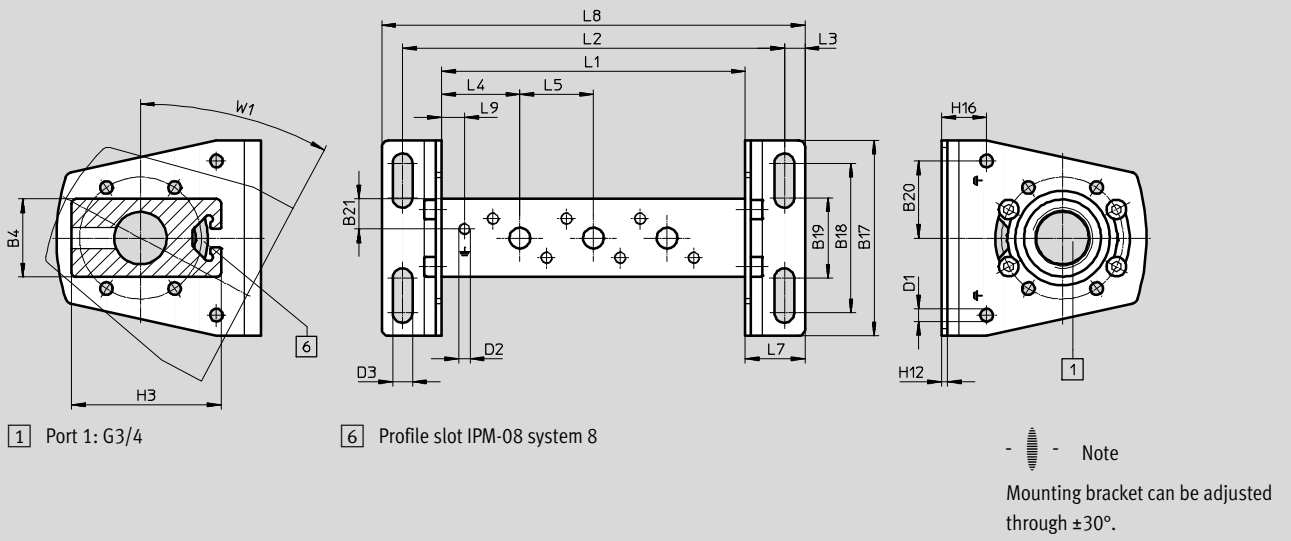 L8
L2
L3
L1
L4
L5
L9
W1
H16
B21
B4
B19
B18
B17
B20
D1
6
D2
L7
D3
H12
1
H3
1 Port 1: G3/4
6 Profile slot IPM-08 system 8
- - Note
Mounting bracket can be adjusted
through ±30°.